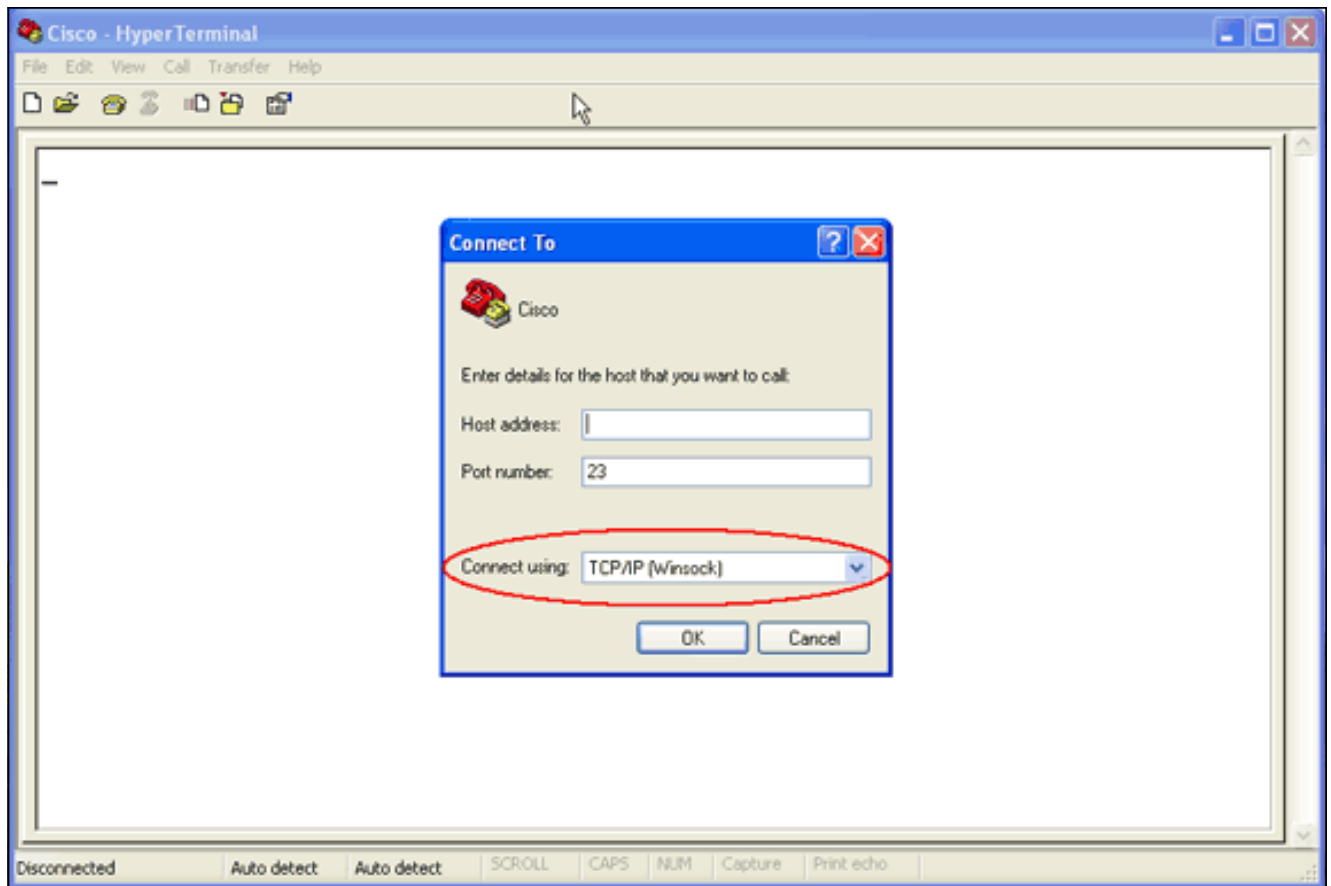 Cisco - HyperTerminal
File Edit View Call Transfer Help
Connect To
Cisco
Enter details for the host that you want to call:
Host address:
Port number: 23
Connect using: TCP/IP (Winsock)
OK Cancel
Disconnected Auto detect Auto detect SCROLL CAPS NUM Capture Print echo